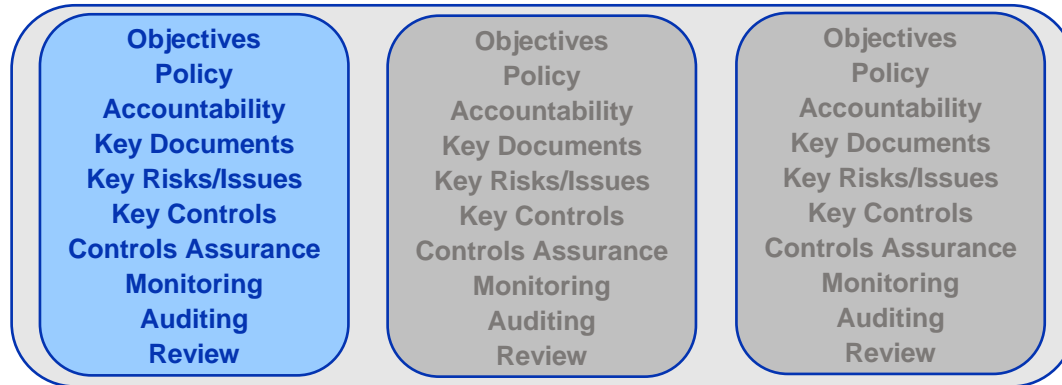 Objectives
Policy
Accountability
Key Documents
Key Risks/Issues
Key Controls
Controls Assurance
Monitoring
Auditing
Review
Objectives
Policy
Accountability
Key Documents
Key Risks/Issues
Key Controls
Controls Assurance
Monitoring
Auditing
Review
Objectives
Policy
Accountability
Key Documents
Key Risks/Issues
Key Controls
Controls Assurance
Monitoring
Auditing
Review